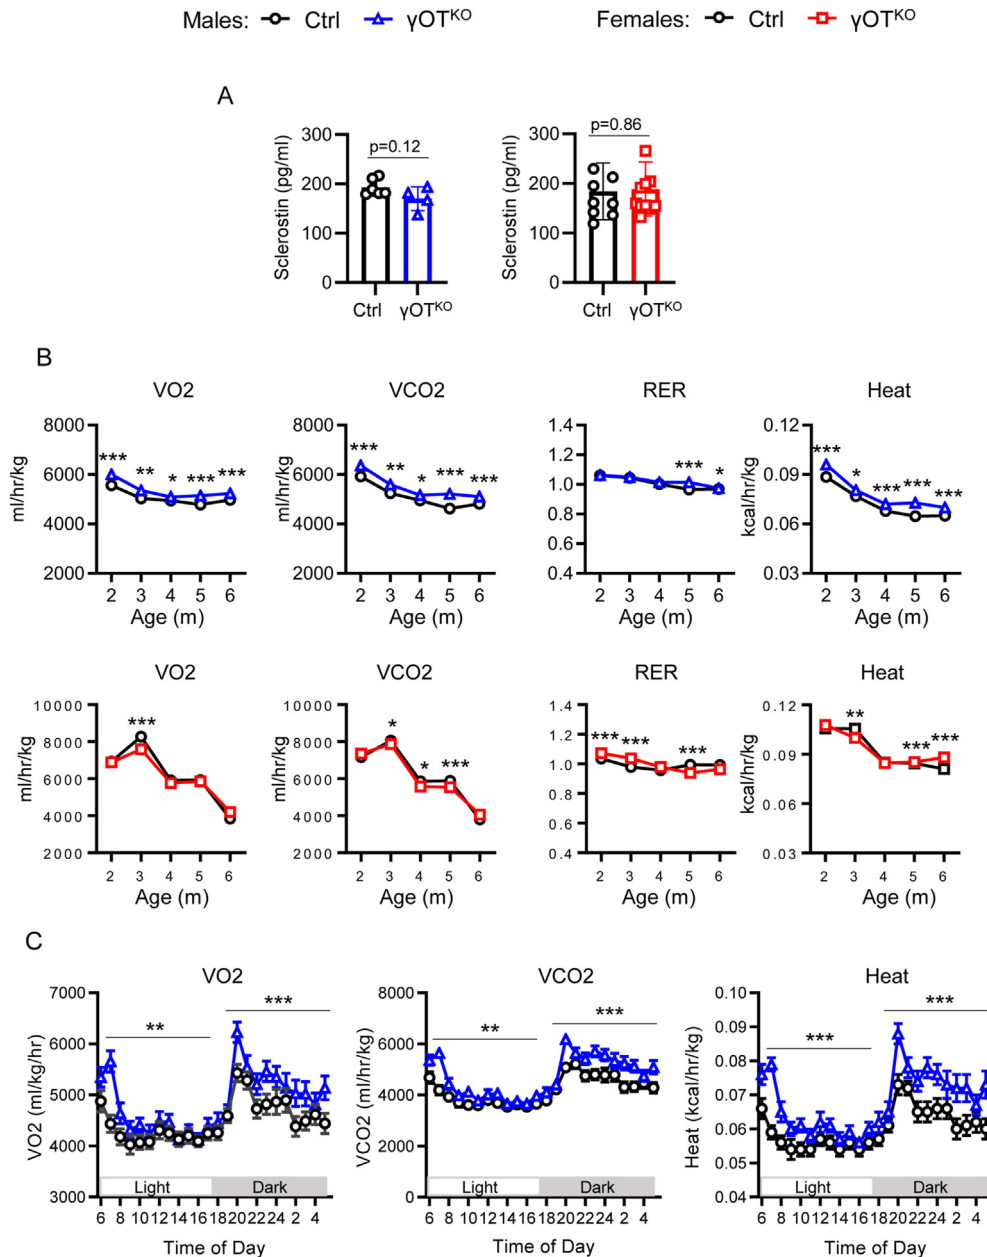 Males: Ctrl γOTKO Females: Ctrl γOTKO
A
Sclerostin (pg/ml)
300
200
100
0
p=0.12
Ctrl γOTKO
Sclerostin (pg/ml)
300
200
100
0
p=0.86
Ctrl γOTKO
B
VO2
ml/hr/kg
8000
6000
4000
2000
*** ** * *** ***
2 3 4 5 6
Age (m)
VCO2
ml/hr/kg
8000
6000
4000
2000
*** ** * *** ***
2 3 4 5 6
Age (m)
RER
1.4
1.2
1.0
0.8
0.6
0.4
*** *
2 3 4 5 6
Age (m)
Heat
kcal/hr/kg
0.12
0.09
0.06
0.03
*** * *** *** ***
2 3 4 5 6
Age (m)
VO2
ml/hr/kg
10000
8000
6000
4000
2000
***
2 3 4 5 6
Age (m)
VCO2
ml/hr/kg
10000
8000
6000
4000
2000
* * ***
2 3 4 5 6
Age (m)
RER
1.4
1.2
1.0
0.8
0.6
0.4
*** *** ***
2 3 4 5 6
Age (m)
Heat
kcal/hr/kg
0.12
0.09
0.06
0.03
** *** ***
2 3 4 5 6
Age (m)
C
VO2
VO2 (ml/kg/hr)
7000
6000
5000
4000
3000
** ***
Light Dark
6 8 10 12 14 16 18 20 22 24 2 4
Time of Day
VCO2
VCO2 (ml/hr/kg)
8000
6000
4000
2000
0
** ***
Light Dark
6 8 10 12 14 16 18 20 22 24 2 4
Time of Day
Heat
Heat (kcal/hr/kg)
0.10
0.09
0.08
0.07
0.06
0.05
0.04
*** ***
Light Dark
6 8 10 12 14 16 18 20 22 24 2 4
Time of Day